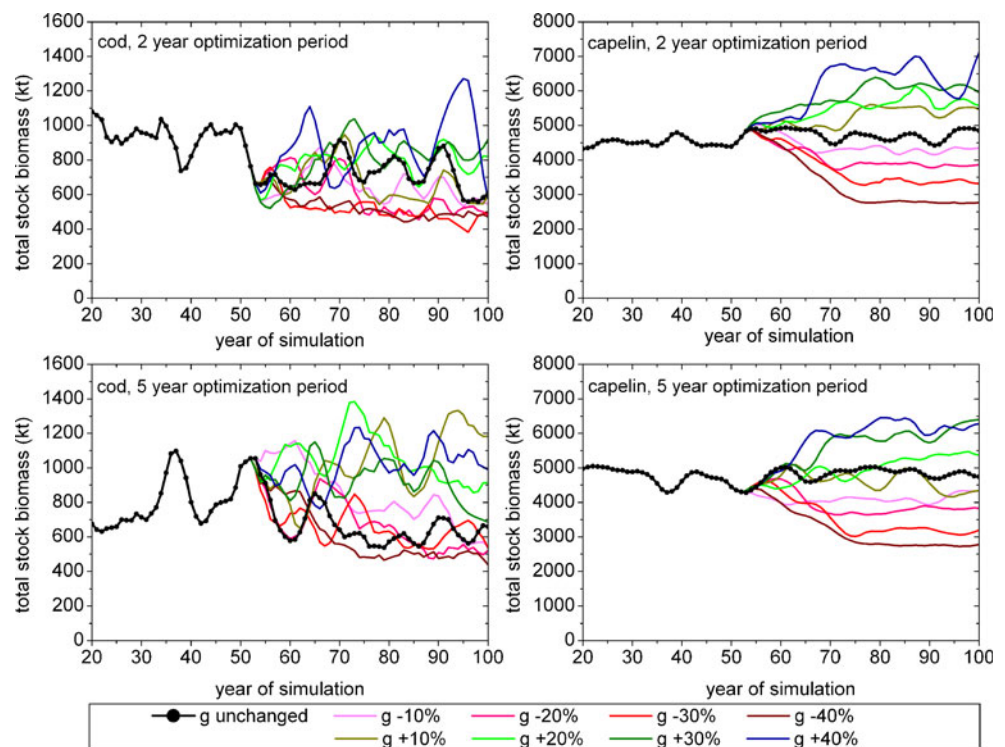 cod, 2 year optimization period
total stock biomass (kt)
1600
1400
1200
1000
800
600
400
200
0
20 30 40 50 60 70 80 90 100
year of simulation
capelin, 2 year optimization period
total stock biomass (kt)
8000
7000
6000
5000
4000
3000
2000
1000
0
20 30 40 50 60 70 80 90 100
year of simulation
cod, 5 year optimization period
total stock biomass (kt)
1600
1400
1200
1000
800
600
400
200
0
20 30 40 50 60 70 80 90 100
year of simulation
capelin, 5 year optimization period
total stock biomass (kt)
8000
7000
6000
5000
4000
3000
2000
1000
0
20 30 40 50 60 70 80 90 100
year of simulation
g unchanged g -10% g -20% g -30% g -40%
g +10% g +20% g +30% g +40%